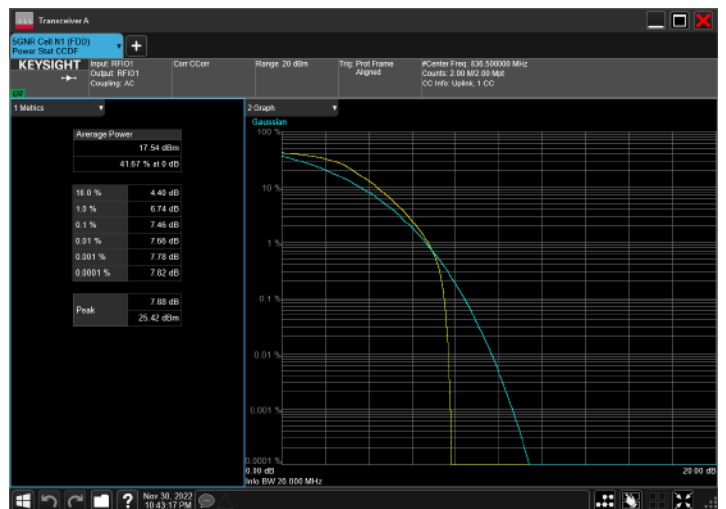 Transceiver A
5GNR Cell N1 (FDD)
Power Stat CCDF
KEYSIGHT
Input: RFIO1
Output: RFIO1
Coupling: AC
Corr CCorr
Range: 20 dBm
Trig: Prot Frame
Aligned
#Center Freq: 836.500000 MHz
Counts: 2.00 M/2.00 Mpt
CC Info: Uplink, 1 CC
1 Metrics
Average Power
17.54 dBm
41.67 % at 0 dB
10.0 % 4.40 dB
1.0 % 6.74 dB
0.1 % 7.46 dB
0.01 % 7.66 dB
0.001 % 7.78 dB
0.0001 % 7.82 dB
Peak
7.88 dB
25.42 dBm
2 Graph
Gaussian
100 %
10 %
1 %
0.1 %
0.01 %
0.001 %
0.0001 %
0.00 dB
20.00 dB
Info BW 20.000 MHz
?
Nov 30, 2022
10:43:17 PM